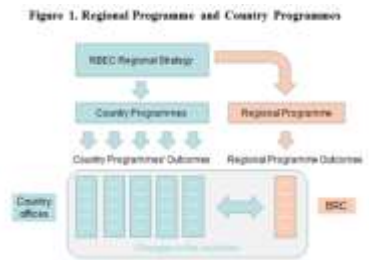 Figure 1. Regional Programme and Country Programmes
RBEC Regional Strategy
Country Programmes
Regional Programme
Country Programmes' Outcomes
Regional Programme Outcomes
Country
offices
BRC